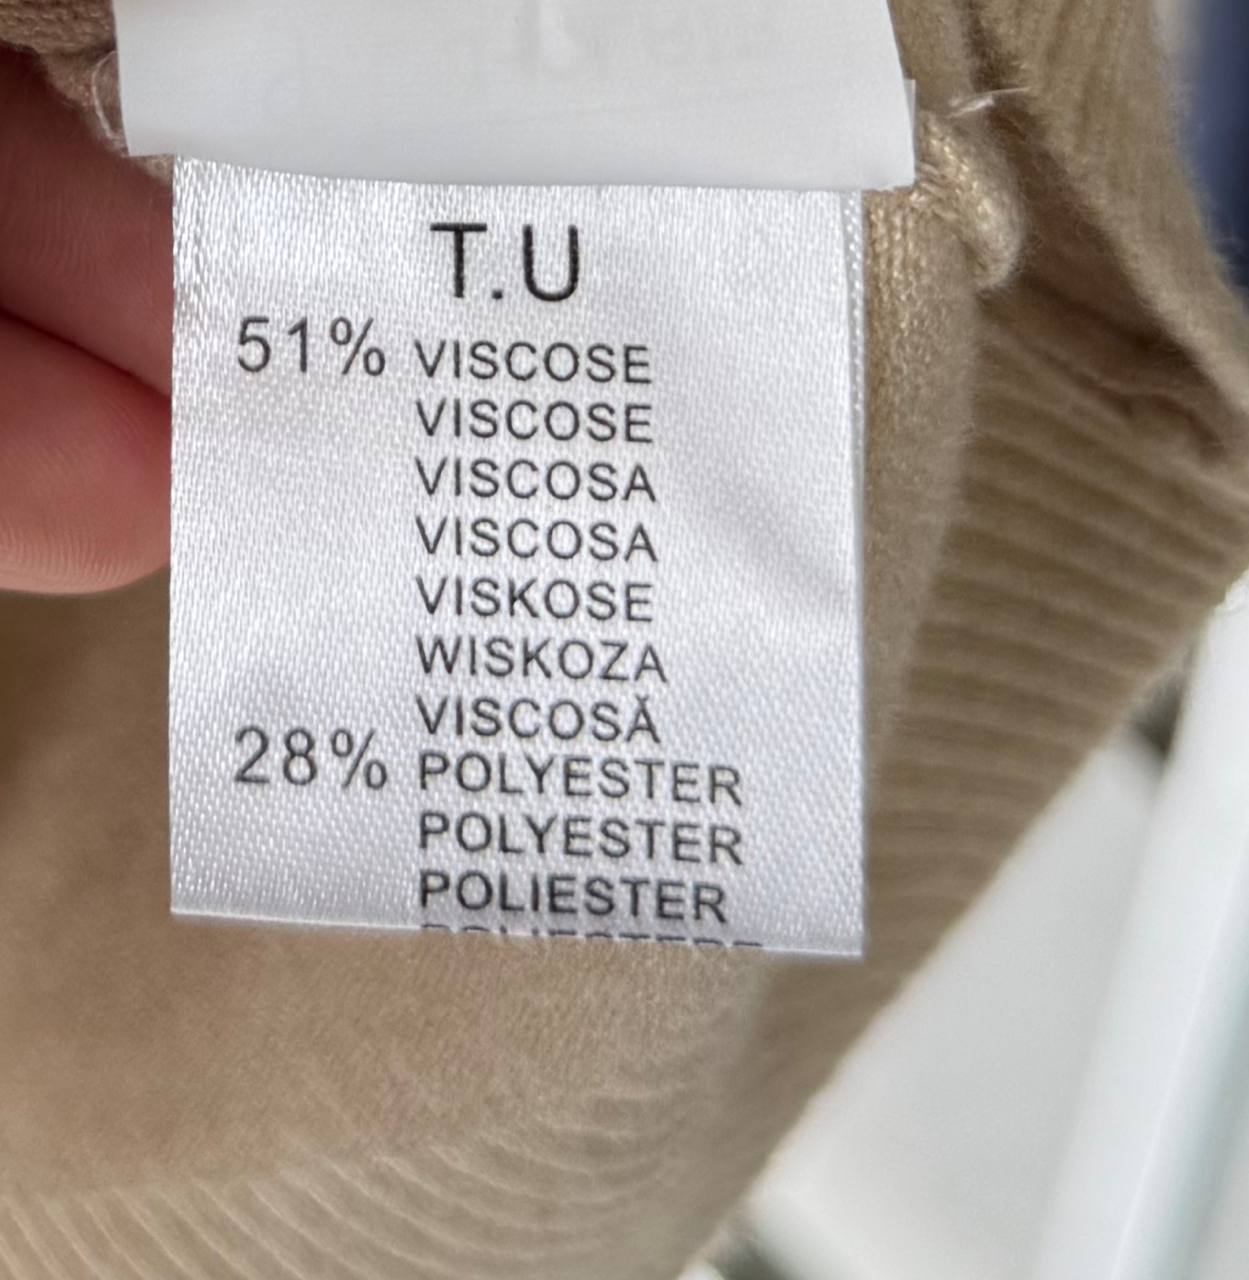 T.U
51% VISCOSE
VISCOSE
VISCOSA
VISCOSA
VISKOSE
WISKOZA
VISCOSĂ
28% POLYESTER
POLYESTER
POLIESTER